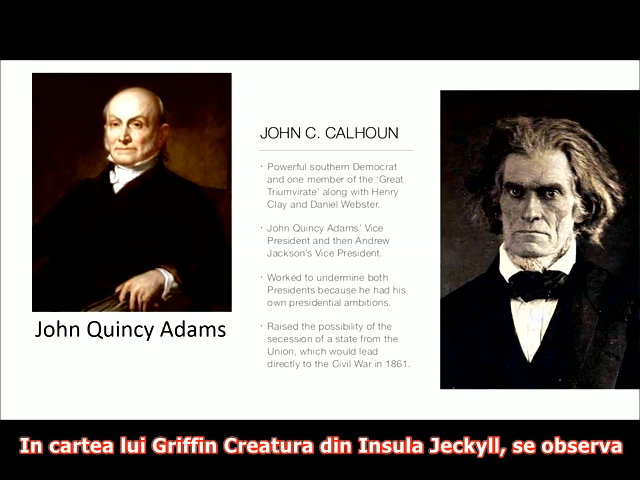 JOHN C. CALHOUN
· Powerful southern Democrat
and one member of the 'Great
Triumvirate' along with Henry
Clay and Daniel Webster.
· John Quincy Adams' Vice
President and then Andrew
Jackson's Vice President.
· Worked to undermine both
Presidents because he had his
own presidential ambitions.
· Raised the possibility of the
secession of a state from the
Union, which would lead
directly to the Civil War in 1861.
John Quincy Adams
In cartea lui Griffin Creatura din Insula Jeckyll, se observa